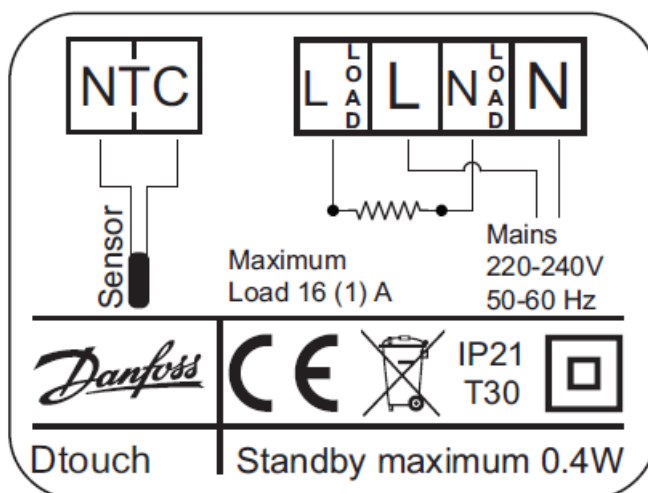 NTC
L LOAD L N LOAD N
Sensor
Maximum
Load 16 (1) A
Mains
220-240V
50-60 Hz
Danfoss
CE
IP21
T30
Dtouch
Standby maximum 0.4W